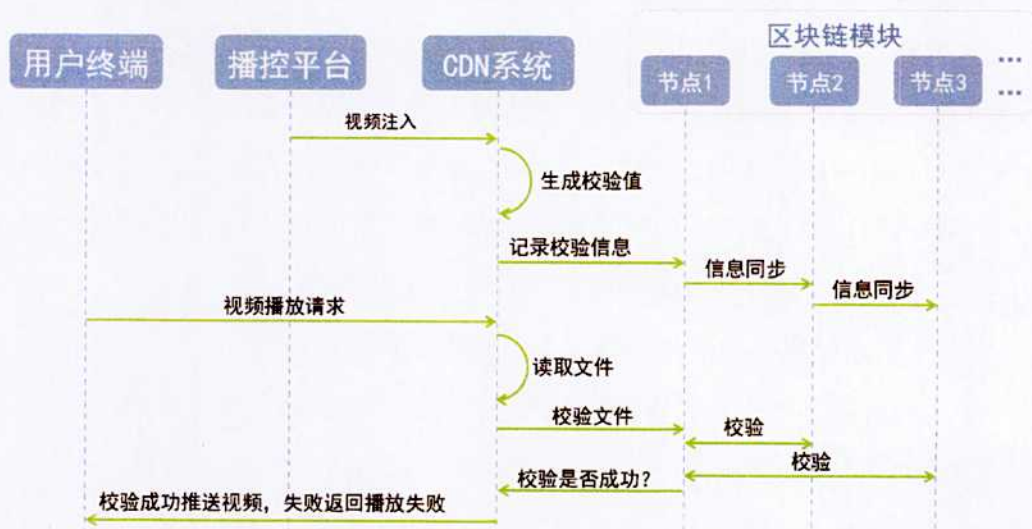 区块链模块
用户终端
播控平台
CDN系统
节点1
节点2
节点3
...
...
视频注入
生成校验值
记录校验信息
信息同步
信息同步
视频播放请求
读取文件
校验文件
校验
校验
校验是否成功?
校验成功推送视频，失败返回播放失败